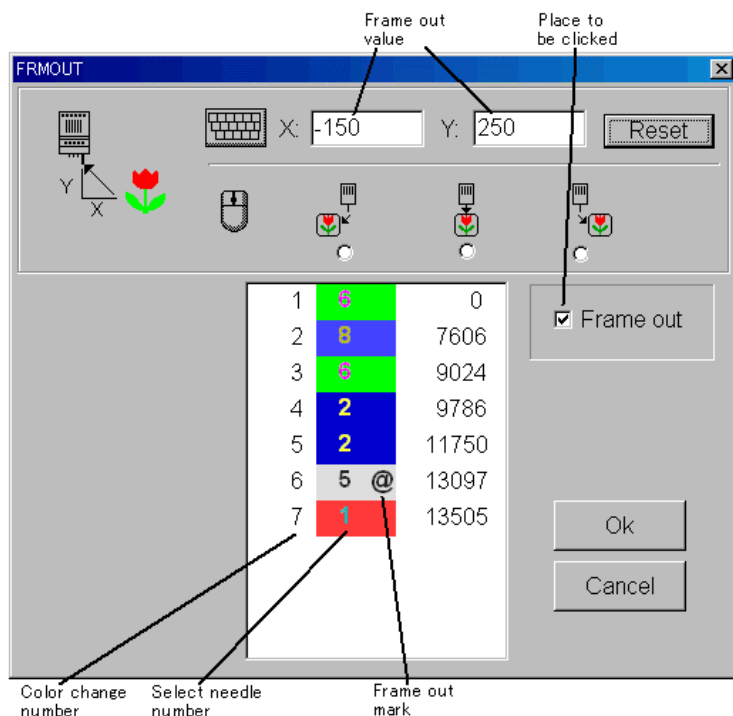 Frame out
value
Place to
be clicked
FRMOUT
X: -150 Y: 250 Reset
Y
X
1 6 0
2 8 7606
3 6 9024
4 2 9786
5 2 11750
6 5 @ 13097
7 1 13505
Frame out
Ok
Cancel
Color change
number
Select needle
number
Frame out
mark